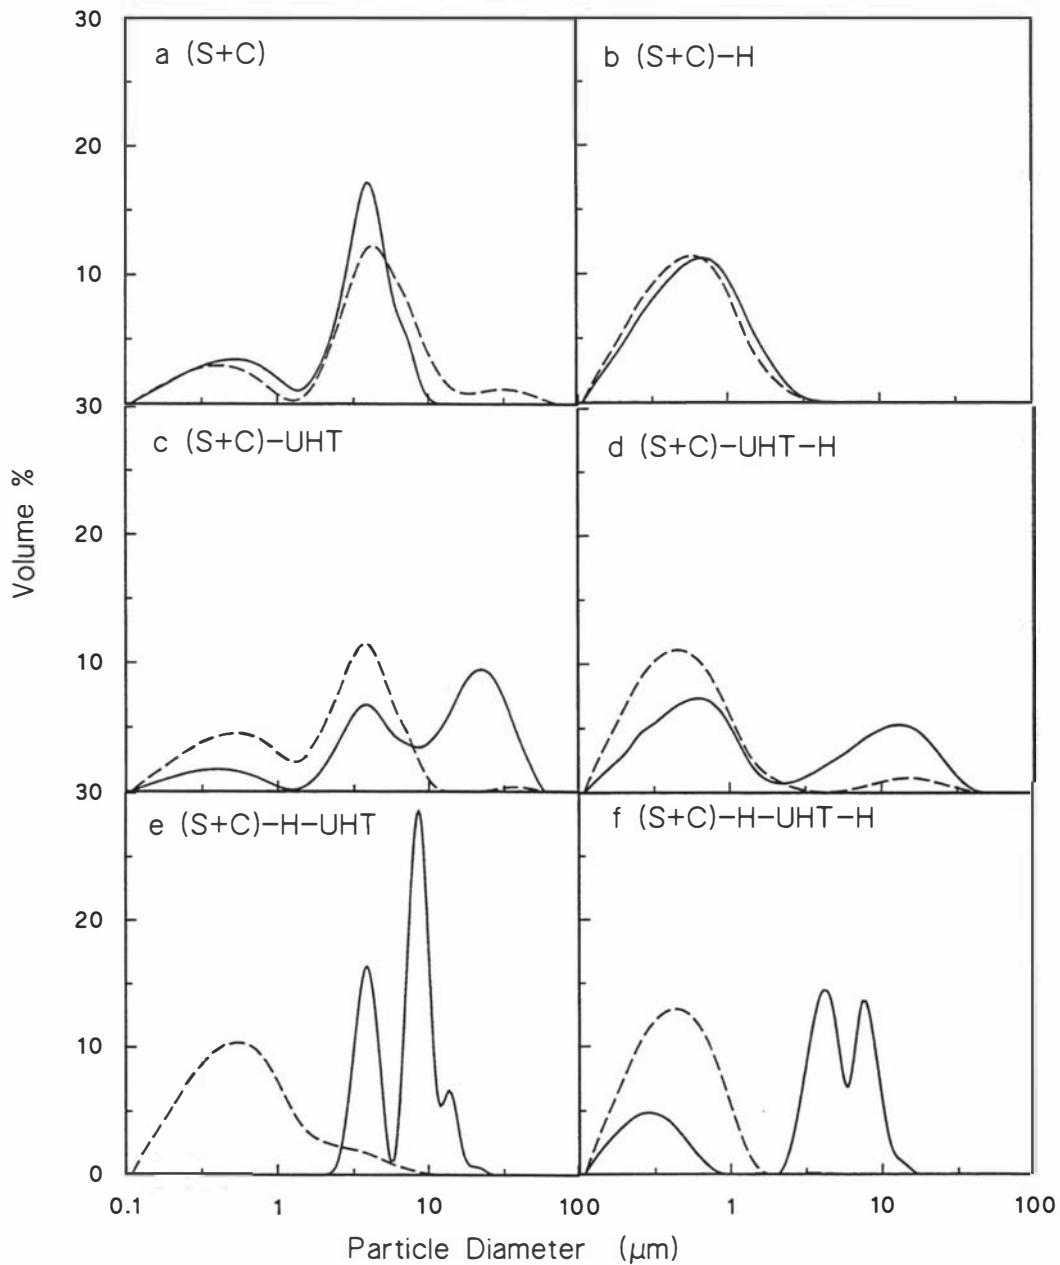 30
a (S+C)
b (S+C)-H
20
10
30
c (S+C)-UHT
d (S+C)-UHT-H
Volume %
20
10
30
e (S+C)-H-UHT
f (S+C)-H-UHT-H
20
10
0
0.1 1 10 100 1 10 100
Particle Diameter (μm)